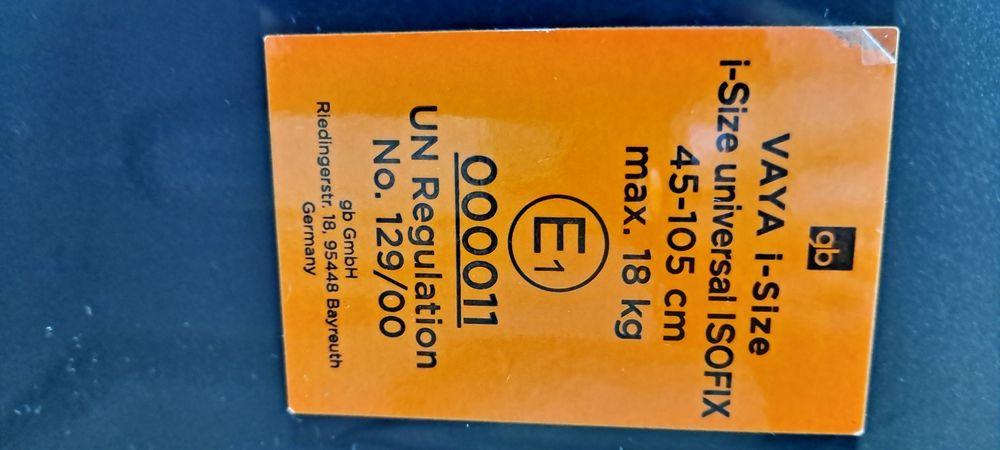 gb
VAYA i-Size
i-Size universal ISOFIX
45-105 cm
max. 18 kg
E1
000011
UN Regulation
No. 129/00
gb GmbH
Riedingerstr. 18, 95448 Bayreuth
Germany